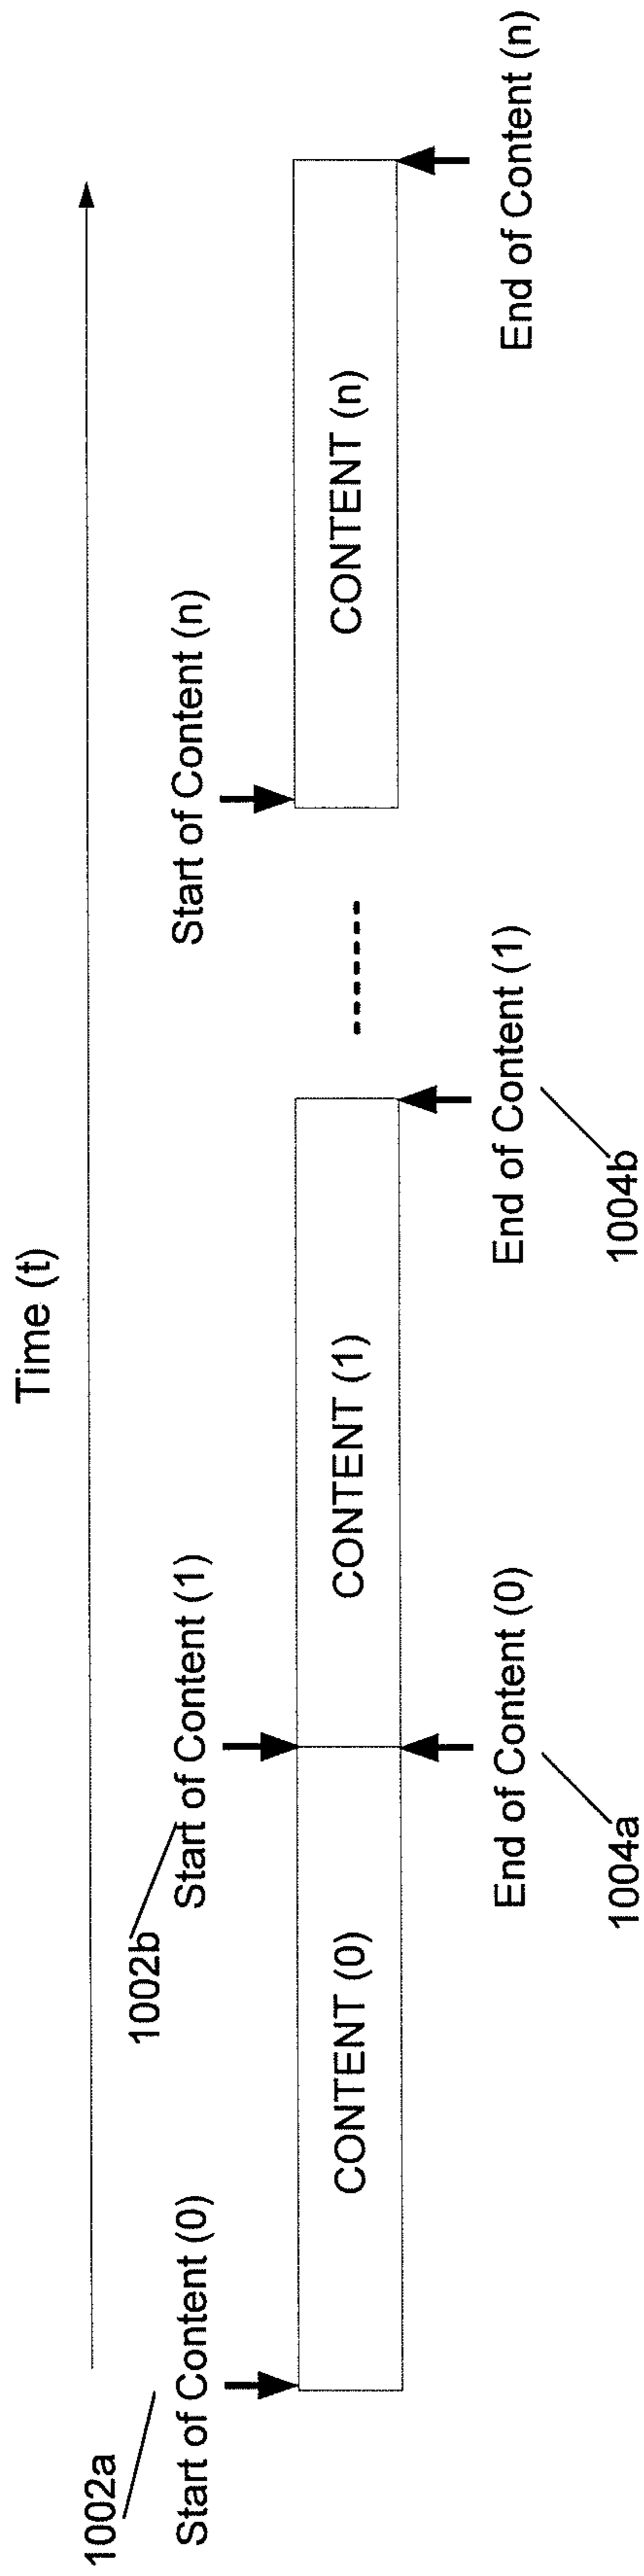 Time (t)
1002a
1002b
Start of Content (0)
Start of Content (1)
Start of Content (n)
CONTENT (0)
CONTENT (1)
CONTENT (n)
End of Content (0)
End of Content (1)
End of Content (n)
1004a
1004b